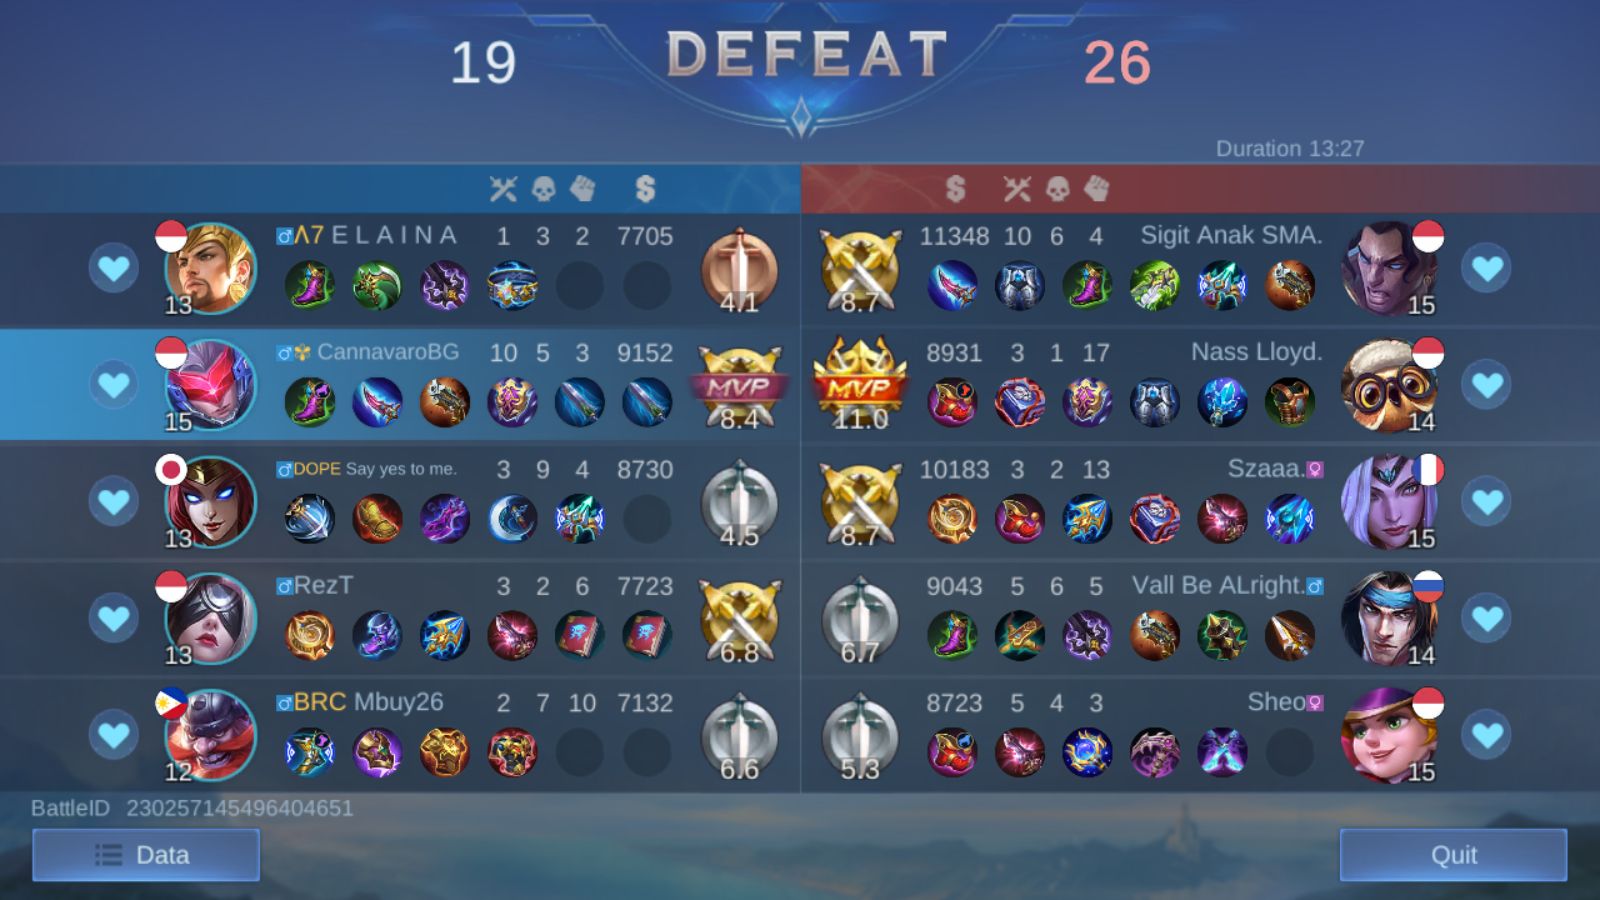 19 DEFEAT 26
Duration 13:27
Λ7 E L A I N A 1 3 2 7705
13 4.1
11348 10 6 4 Sigit Anak SMA.
8.7 15
CannavaroBG 10 5 3 9152
15 MVP 8.4
8931 3 1 17 Nass Lloyd.
MVP 11.0 14
DOPE Say yes to me. 3 9 4 8730
13 4.5
10183 3 2 13 Szaaa.
8.7 15
RezT 3 2 6 7723
13 6.8
9043 5 6 5 Vall Be ALright.
6.7 14
BRC Mbuy26 2 7 10 7132
12 6.6
8723 5 4 3 Sheo
5.3 15
BattleID 230257145496404651
Data
Quit